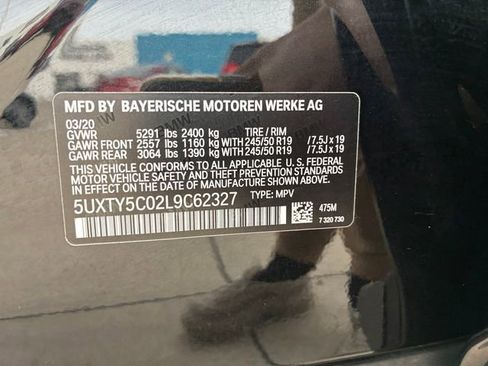 MFD BY BAYERISCHE MOTOREN WERKE AG
03/20
GVWR 5291 lbs 2400 kg TIRE / RIM
GAWR FRONT 2557 lbs 1160 kg WITH 245/50 R19 /7.5J x 19
GAWR REAR 3064 lbs 1390 kg WITH 245/50 R19 /7.5J x 19
THIS VEHICLE CONFORMS TO ALL APPLICABLE FEDERAL
MOTOR VEHICLE SAFETY STANDARDS IN EFFECT ON THE
DATE OF MANUFACTURE SHOWN ABOVE.
5UXTY5C02L9C62327 TYPE: MPV
475M
7 320 730